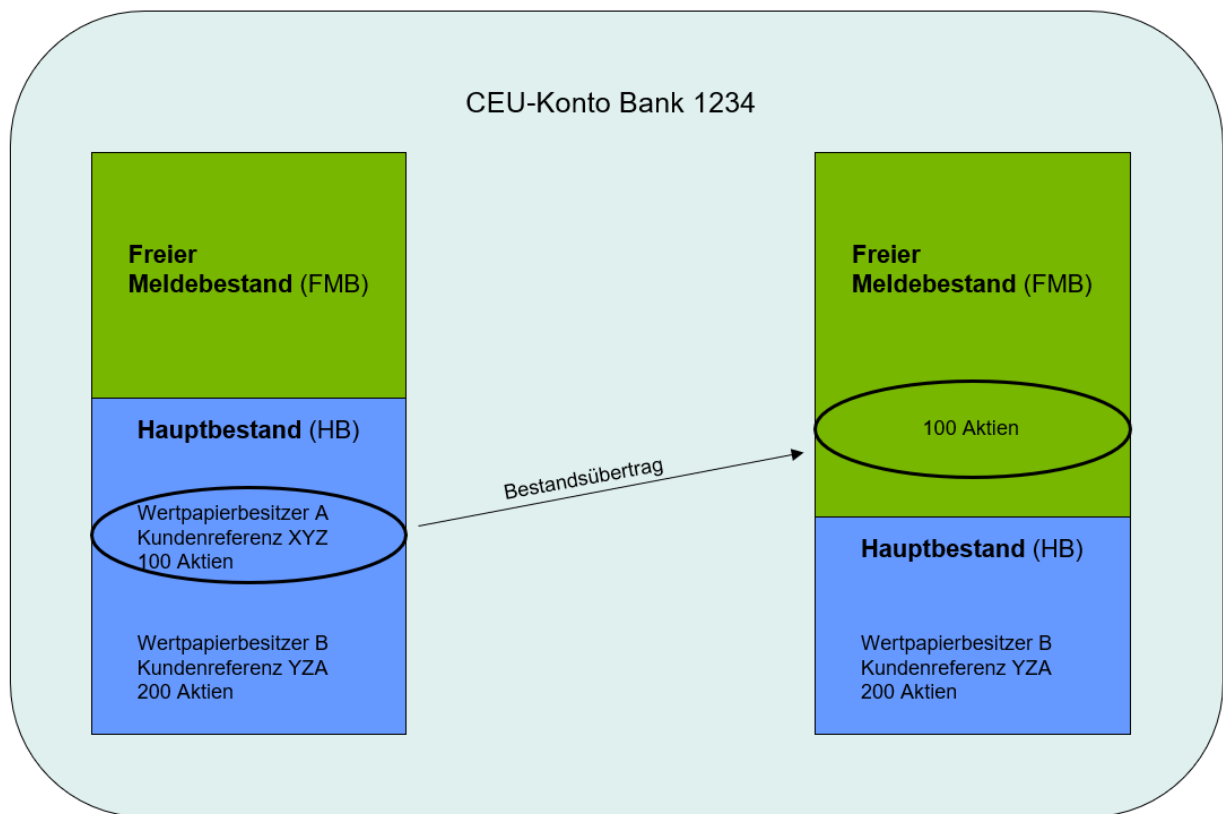 CEU-Konto Bank 1234
Freier
Meldebestand (FMB)
Hauptbestand (HB)
Wertpapierbesitzer A
Kundenreferenz XYZ
100 Aktien
Wertpapierbesitzer B
Kundenreferenz YZA
200 Aktien
Bestandsübertrag
Freier
Meldebestand (FMB)
100 Aktien
Hauptbestand (HB)
Wertpapierbesitzer B
Kundenreferenz YZA
200 Aktien